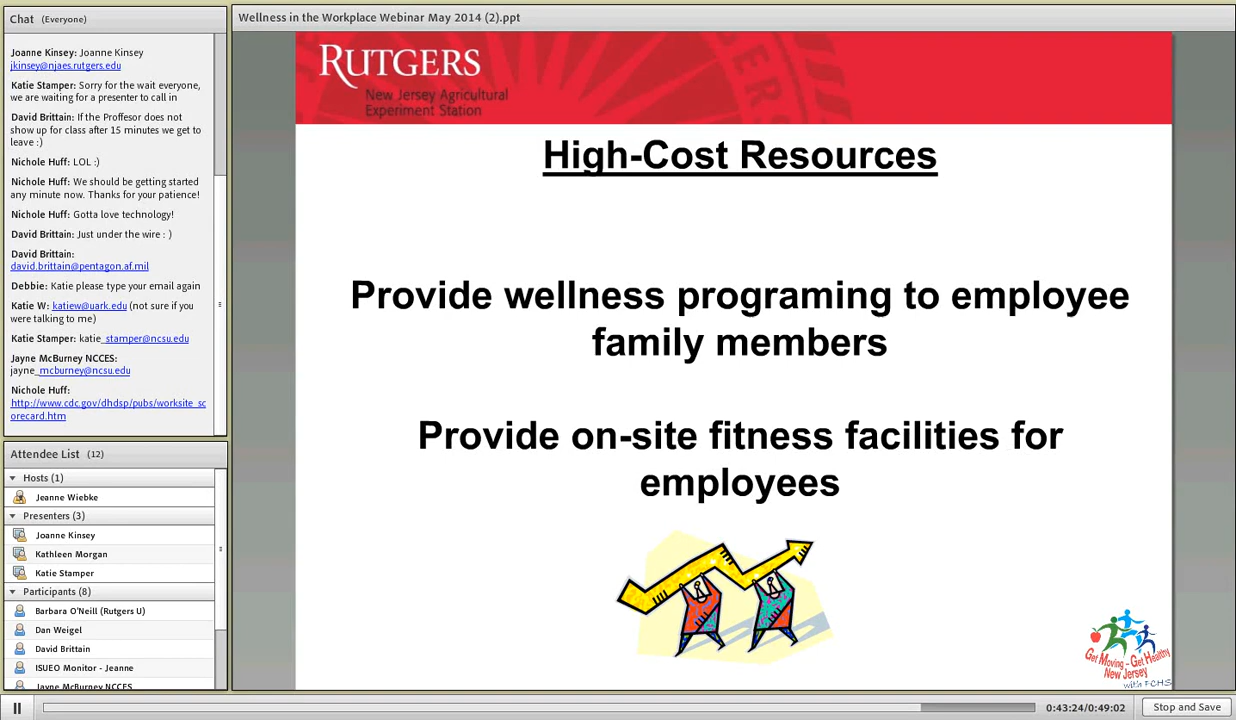 Chat (Everyone)
Joanne Kinsey: Joanne Kinsey
jkinsey@njaes.rutgers.edu
Katie Stamper: Sorry for the wait everyone,
we are waiting for a presenter to call in
David Brittain: If the Proffesor does not
show up for class after 15 minutes we get to
leave :)
Nichole Huff: LOL :)
Nichole Huff: We should be getting started
any minute now. Thanks for your patience!
Nichole Huff: Gotta love technology!
David Brittain: Just under the wire : )
David Brittain:
david.brittain@pentagon.af.mil
Debbie: Katie please type your email again
Katie W: katiew@uark.edu (not sure if you
were talking to me)
Katie Stamper: katie_stamper@ncsu.edu
Jayne McBurney NCCES:
jayne_mcburney@ncsu.edu
Nichole Huff:
http://www.cdc.gov/dhdsp/pubs/worksite_sc
orecard.htm
Attendee List (12)
Hosts (1)
Jeanne Wiebke
Presenters (3)
Joanne Kinsey
Kathleen Morgan
Katie Stamper
Participants (8)
Barbara O'Neill (Rutgers U)
Dan Weigel
David Brittain
ISUEO Monitor - Jeanne
Jayne McBurney NCCES
Wellness in the Workplace Webinar May 2014 (2).ppt
RUTGERS
New Jersey Agricultural
Experiment Station
High-Cost Resources
Provide wellness programing to employee
family members
Provide on-site fitness facilities for
employees
Get Moving - Get Healthy
New Jersey
with FCHS
0:43:24/0:49:02
Stop and Save